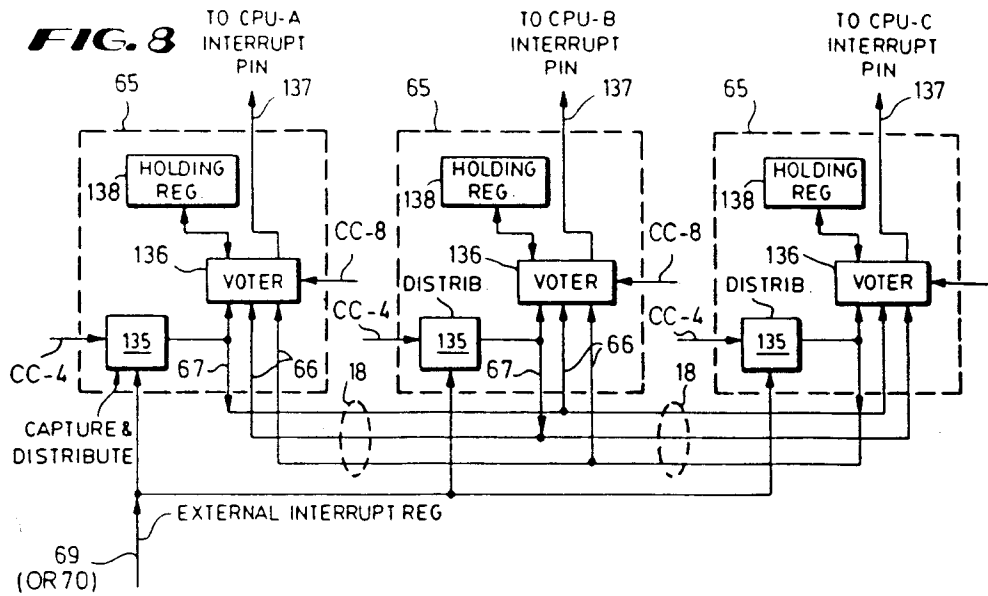 FIG. 8
TO CPU-A
INTERRUPT
PIN
TO CPU-B
INTERRUPT
PIN
TO CPU-C
INTERRUPT
PIN
65
137
65
137
65
137
HOLDING
REG.
138
HOLDING
REG.
138
HOLDING
REG
138
CC-8
CC-8
136
VOTER
136
VOTER
136
VOTER
DISTRIB.
DISTRIB.
CC-4
135
CC-4
135
CC-4
135
67
66
67
66
18
18
CAPTURE &
DISTRIBUTE
EXTERNAL INTERRUPT REG
69
(OR 70)